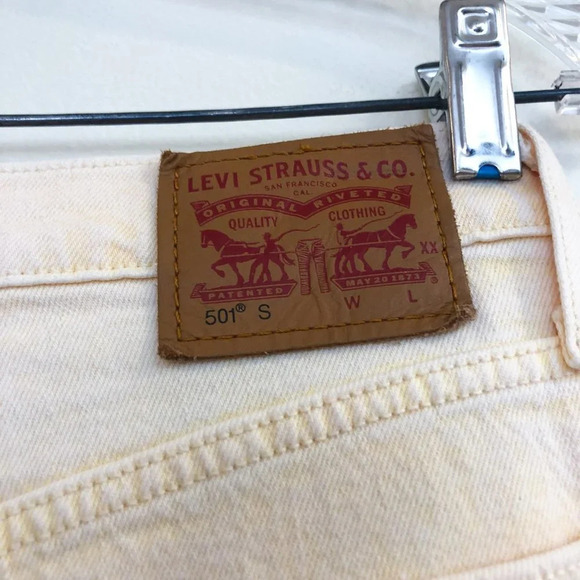 LEVI STRAUSS & CO.
SAN FRANCISCO
CAL.
ORIGINAL RIVETED
QUALITY CLOTHING
XX
PATENTED MAY 20 1873
501® S W L ®